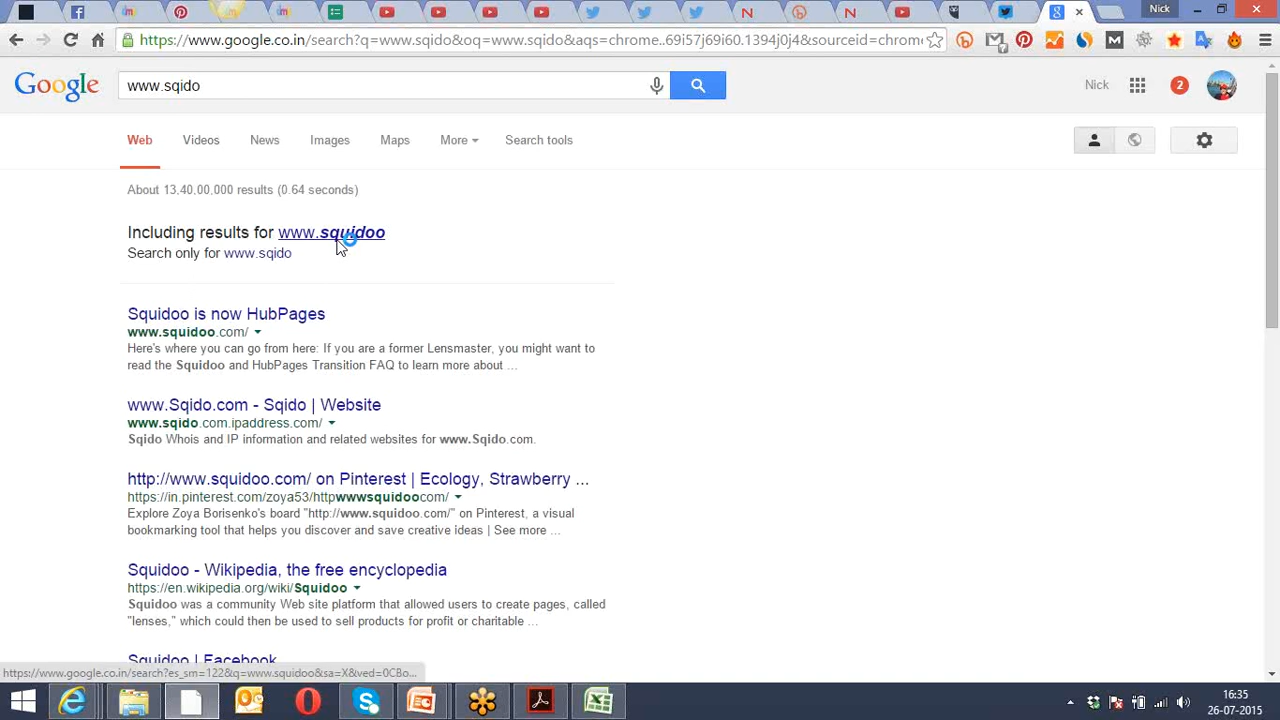 Nick
https://www.google.co.in/search?q=www.sqido&oq=www.sqido&aqs=chrome..69i57j69i60.1394j0j4&sourceid=chrome
Google
www.sqido
Nick
2
Web Videos News Images Maps More Search tools
About 13,40,00,000 results (0.64 seconds)
Including results for www.squidoo
Search only for www.sqido
Squidoo is now HubPages
www.squidoo.com/
Here's where you can go from here: If you are a former Lensmaster, you might want to
read the Squidoo and HubPages Transition FAQ to learn more about ...
www.Sqido.com - Sqido | Website
www.sqido.com.ipaddress.com/
Sqido Whois and IP information and related websites for www.Sqido.com.
http://www.squidoo.com/ on Pinterest | Ecology, Strawberry ...
https://in.pinterest.com/zoya53/httpwwwsquidoocom/
Explore Zoya Borisenko's board "http://www.squidoo.com/" on Pinterest, a visual
bookmarking tool that helps you discover and save creative ideas | See more ...
Squidoo - Wikipedia, the free encyclopedia
https://en.wikipedia.org/wiki/Squidoo
Squidoo was a community Web site platform that allowed users to create pages, called
"lenses," which could then be used to sell products for profit or charitable ...
Squidoo | Facebook
https://www.google.co.in/search?es_sm=122&q=www.squidoo&sa=X&ved=0CBo...
16:35
26-07-2015